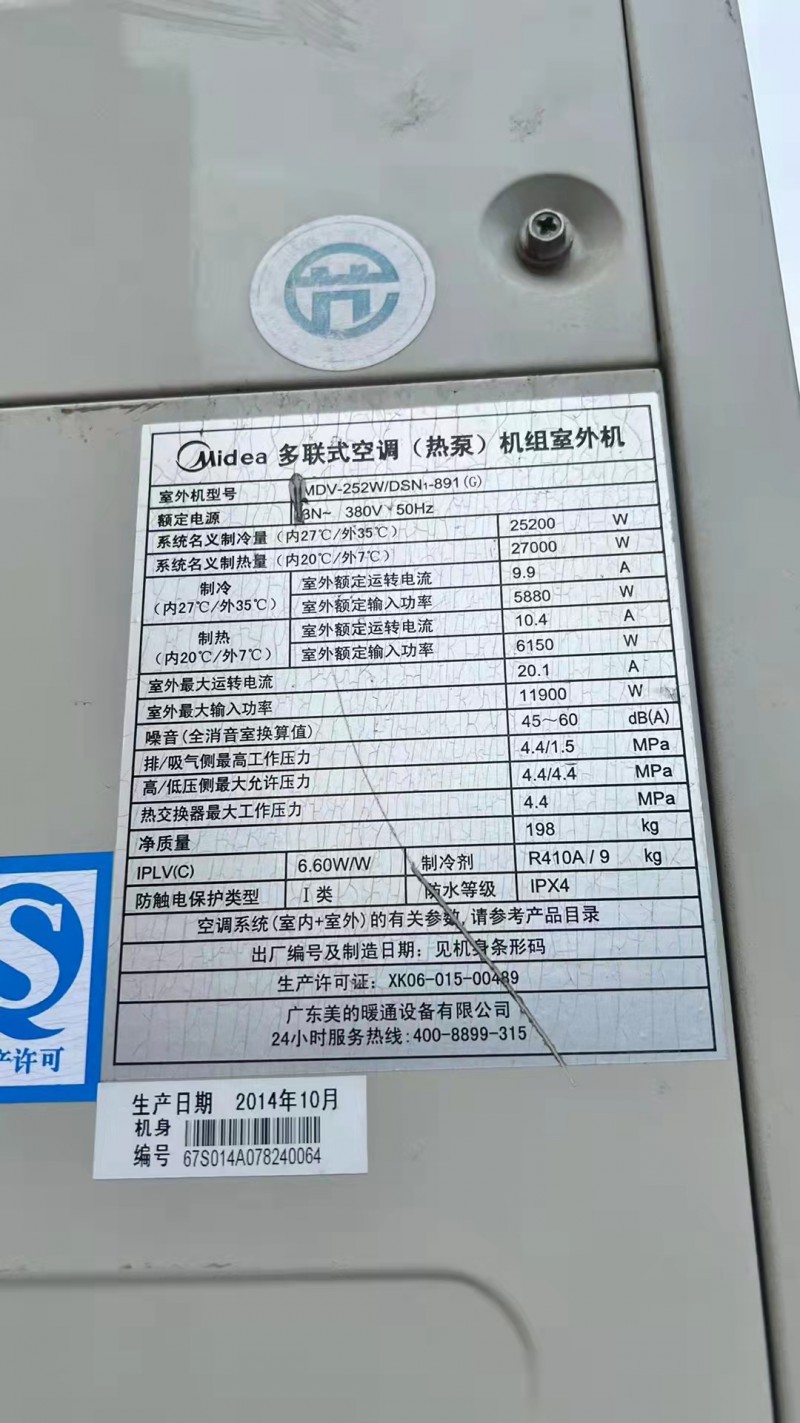 Midea 多联式空调（热泵）机组室外机
室外机型号 MDV-252W/DSN1-891(G)
额定电源 3N~ 380V 50Hz
系统名义制冷量（内27℃/外35℃） 25200 W
系统名义制热量（内20℃/外7℃） 27000 W
制冷（内27℃/外35℃） 室外额定运转电流 9.9 A
室外额定输入功率 5880 W
制热（内20℃/外7℃） 室外额定运转电流 10.4 A
室外额定输入功率 6150 W
室外最大运转电流 20.1 A
室外最大输入功率 11900 W
噪音(全消音室换算值) 45～60 dB(A)
排/吸气侧最高工作压力 4.4/1.5 MPa
高/低压侧最大允许压力 4.4/4.4 MPa
热交换器最大工作压力 4.4 MPa
净质量 198 kg
IPLV(C) 6.60W/W 制冷剂 R410A / 9 kg
防触电保护类型 I 类 防水等级 IPX4
空调系统(室内+室外)的有关参数,请参考产品目录
出厂编号及制造日期：见机身条形码
生产许可证：XK06-015-00489
广东美的暖通设备有限公司
24小时服务热线:400-8899-315
产许可
生产日期 2014年10月
机身编号 67S014A078240064